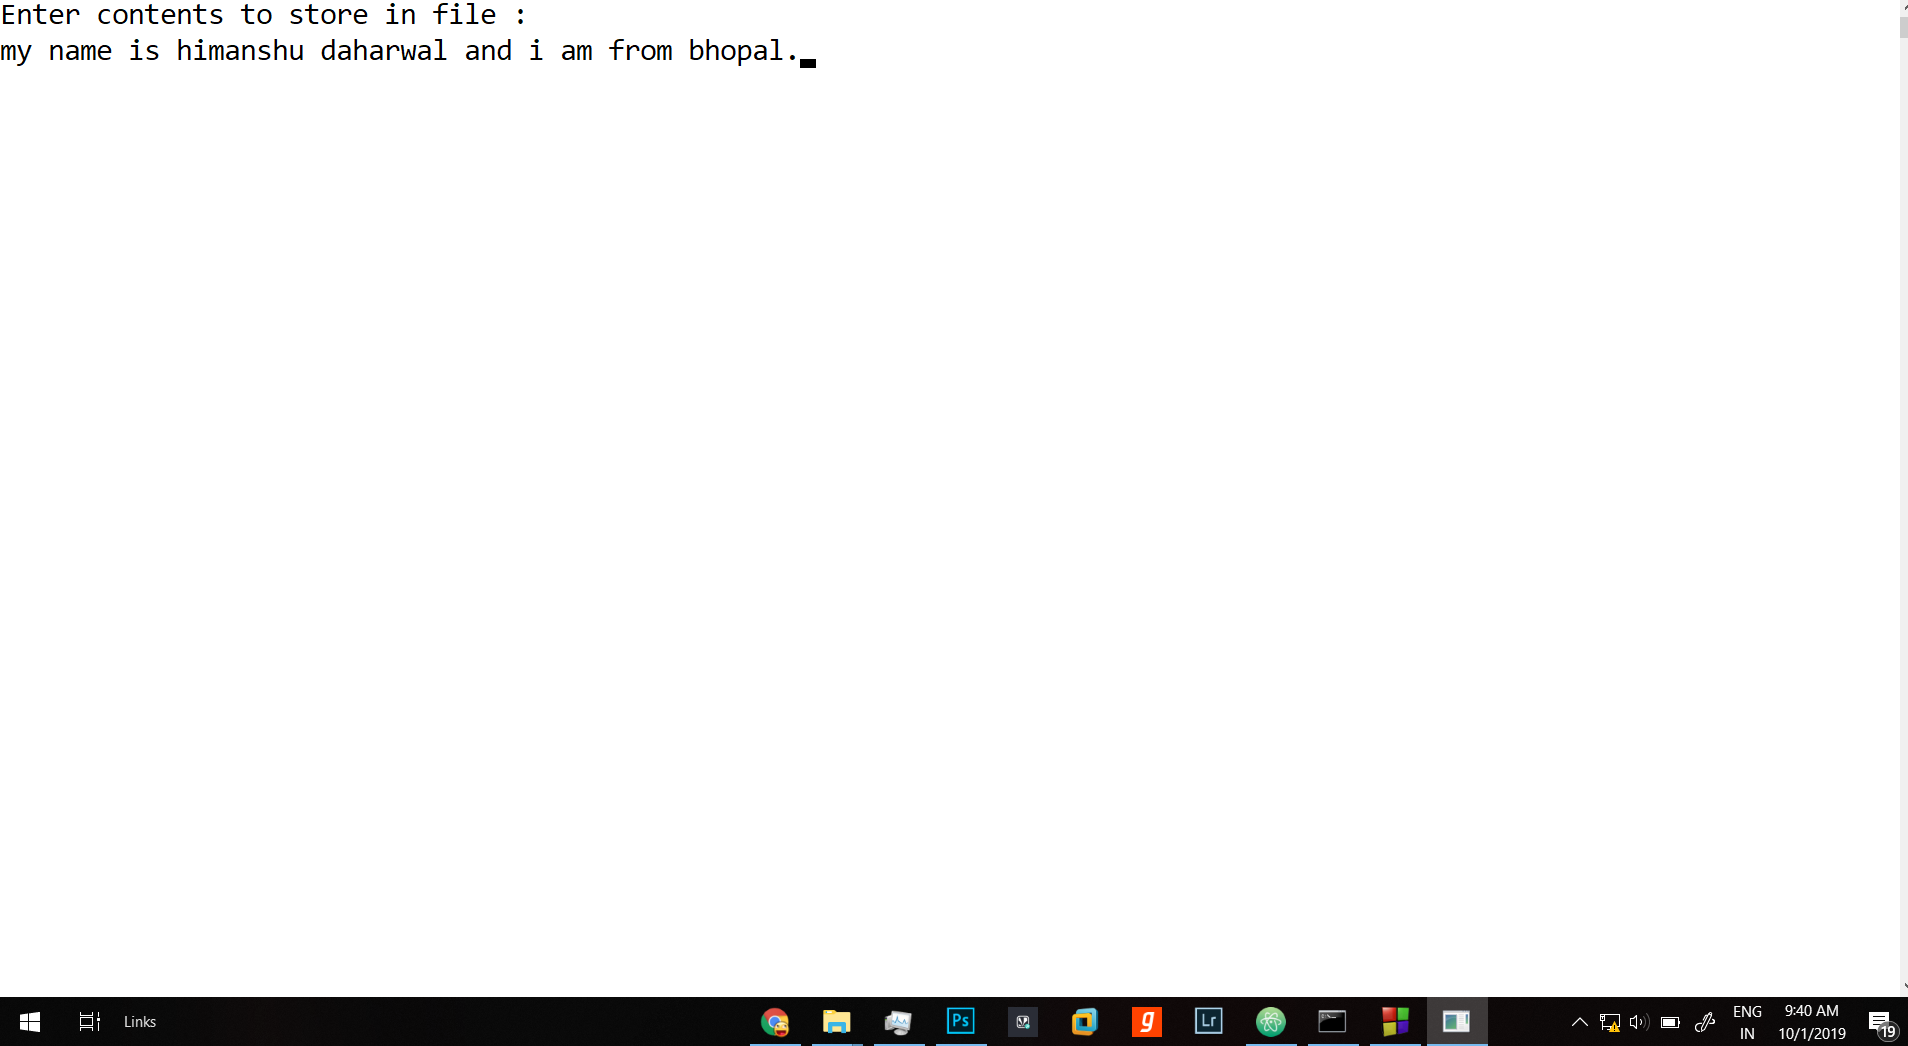 Enter contents to store in file :
my name is himanshu daharwal and i am from bhopal.
Links
Ps
g
Lr
ENG
IN
9:40 AM
10/1/2019
19